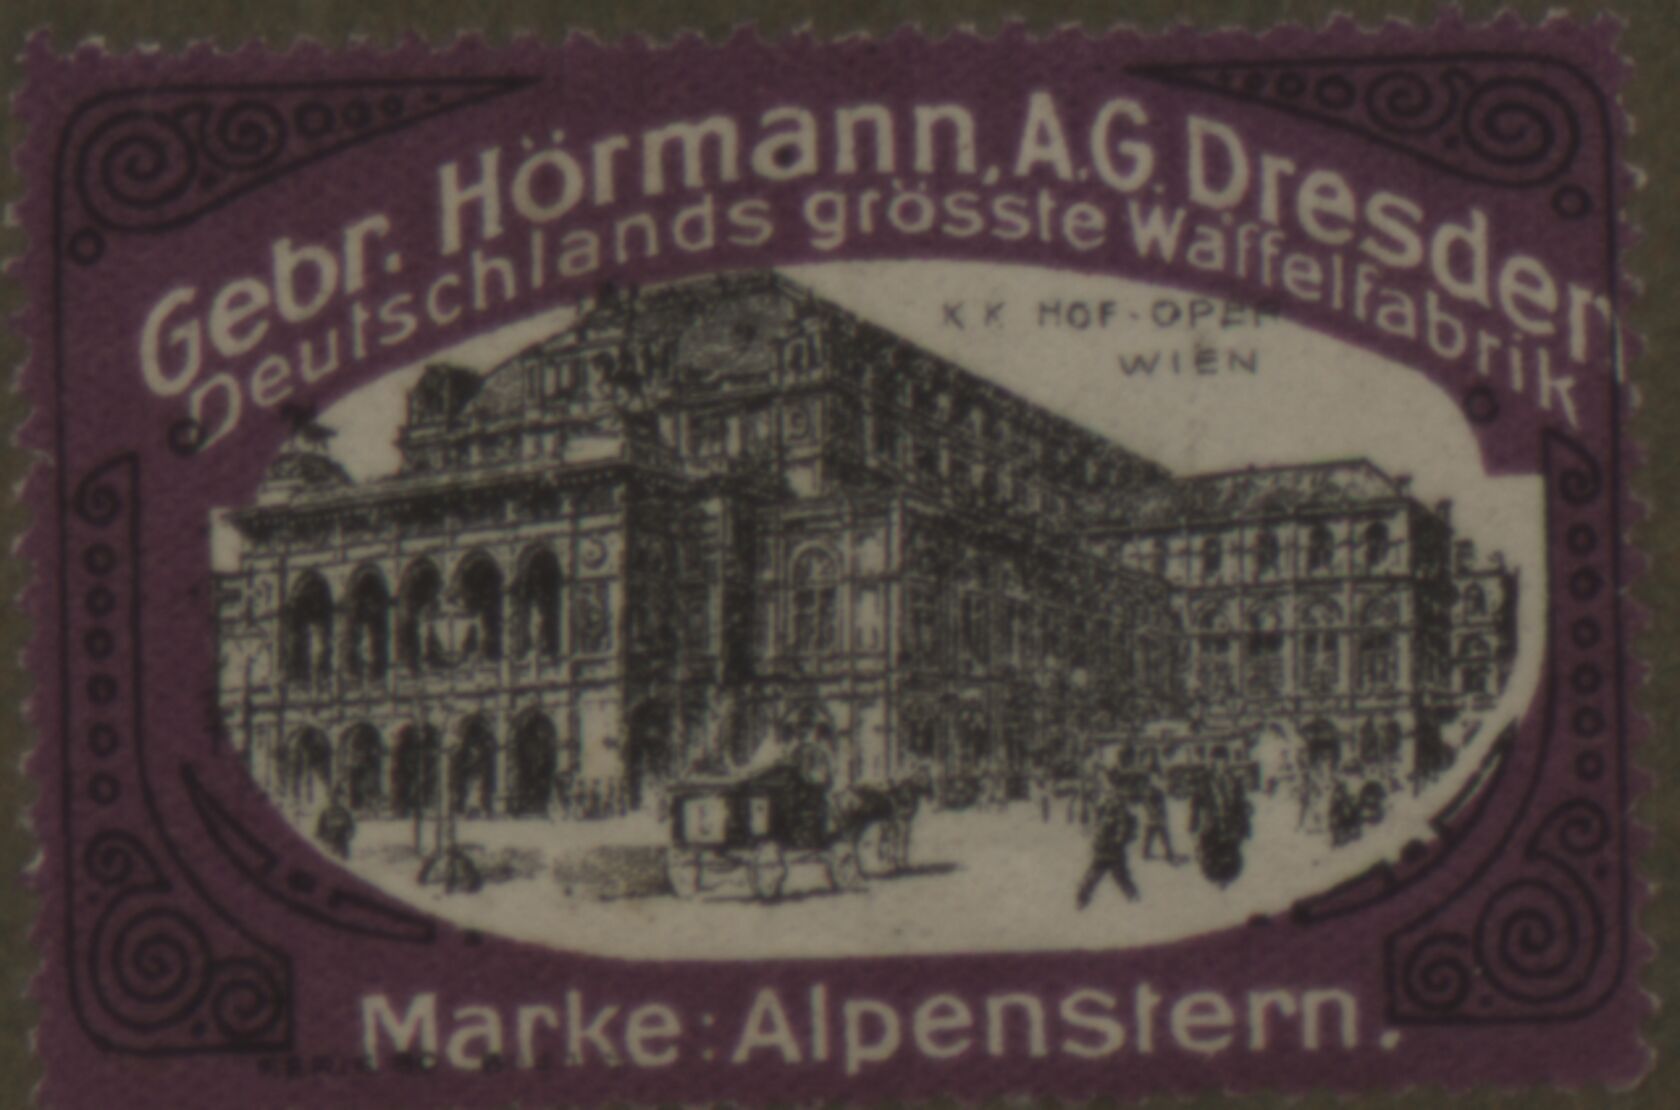 Gebr. Hörmann, A.G. Dresden
Deutschlands grösste Waffelfabrik
K K HOF-OPER
WIEN
Marke: Alpenstern.